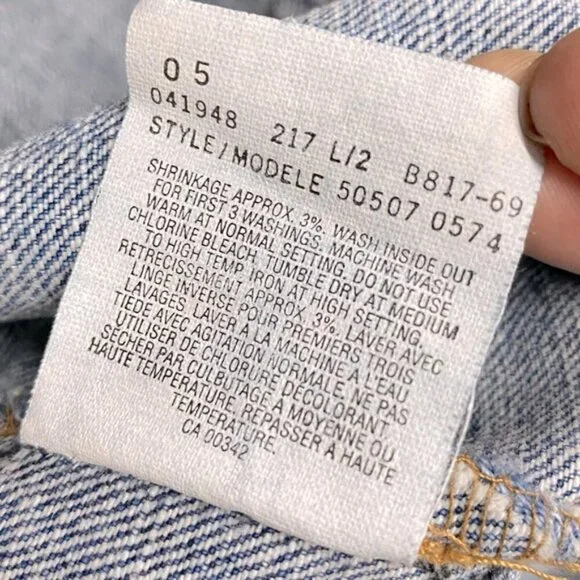 05
041948 217 L/2 B817-69
STYLE/MODELE 50507 0574
SHRINKAGE APPROX. 3%. WASH INSIDE OUT
FOR FIRST 3 WASHINGS. MACHINE WASH
WARM AT NORMAL SETTING. DO NOT USE
CHLORINE BLEACH. TUMBLE DRY AT MEDIUM
TO HIGH TEMP. IRON AT HIGH SETTING.
RETRECISSEMENT APPROX. 3%. LAVER AVEC
LINGE INVERSE POUR PREMIERS TROIS
LAVAGES. LAVER A LA MACHINE A L'EAU
TIEDE AVEC AGITATION NORMALE. NE PAS
UTILISER DE CHLORURE DECOLORANT
SECHER PAR CULBUTAGE A MOYENNE OU
HAUTE TEMPERATURE. REPASSER A HAUTE
TEMPERATURE.
CA 00342